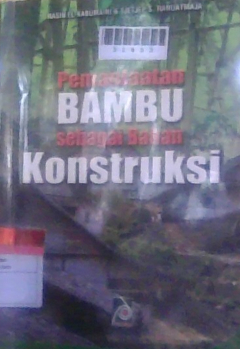 Pemanfaatan
BAMBU
sebagai Bahan
Konstruksi